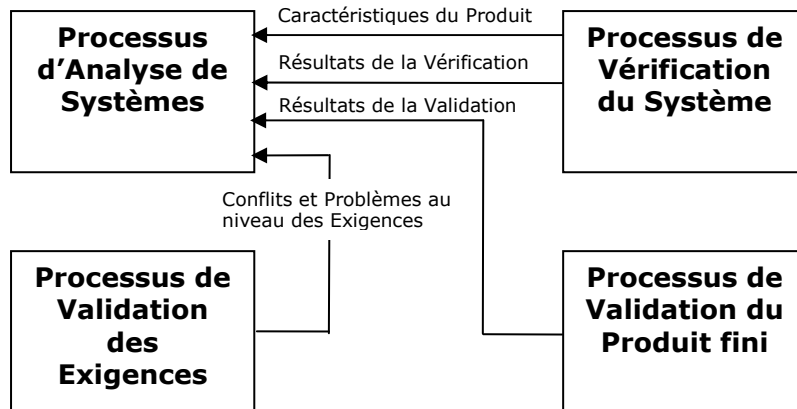 Processus
d’Analyse de
Systèmes
Caractéristiques du Produit
Résultats de la Vérification
Résultats de la Validation
Processus de
Vérification
du Système
Conflits et Problèmes au
niveau des Exigences
Processus de
Validation
des
Exigences
Processus de
Validation du
Produit fini